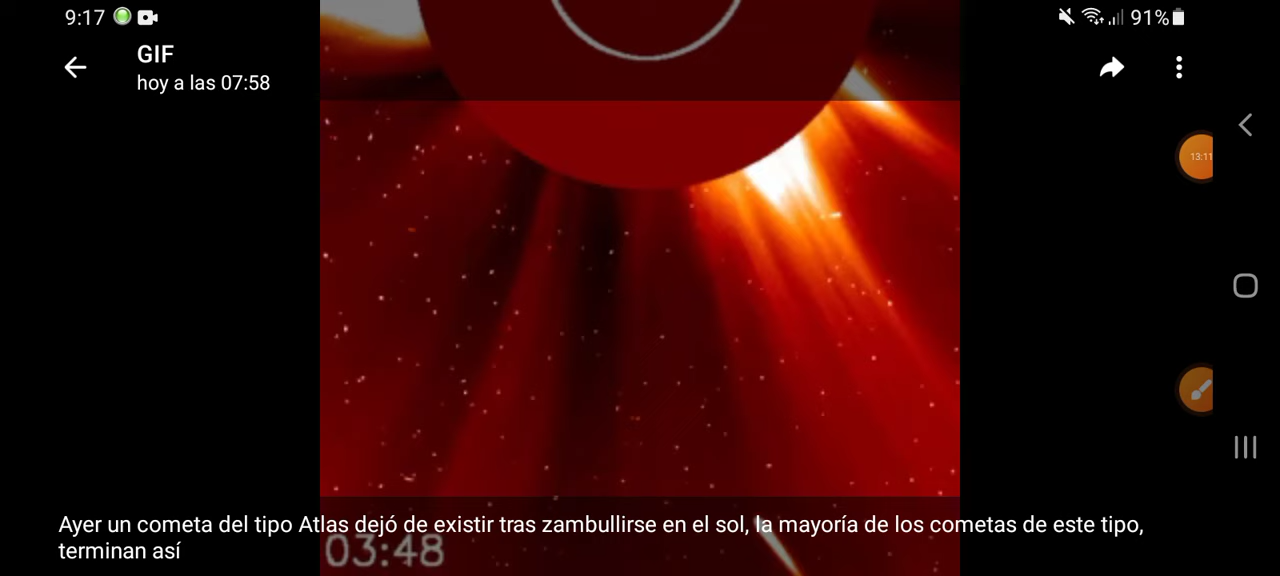 9:17
91%
GIF
hoy a las 07:58
13:11
Ayer un cometa del tipo Atlas dejó de existir tras zambullirse en el sol, la mayoría de los cometas de este tipo,
terminan así
03:48